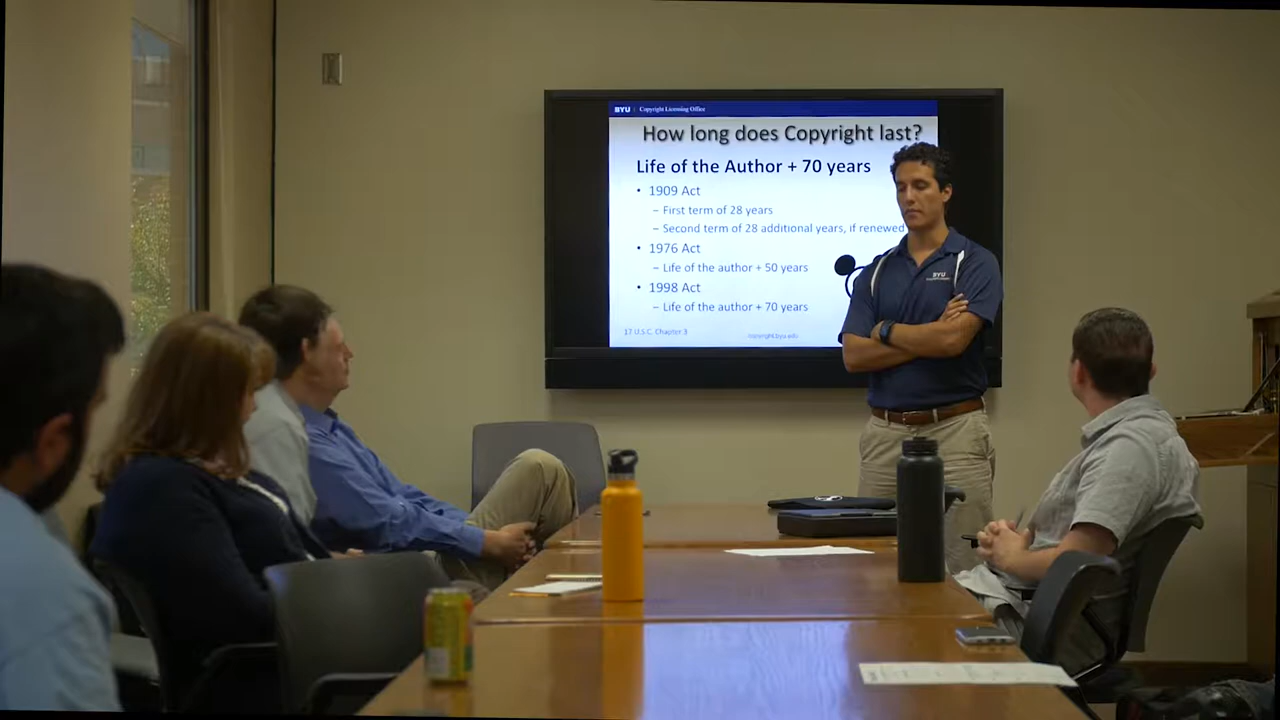 BYU | Copyright Licensing Office
How long does Copyright last?
Life of the Author + 70 years
• 1909 Act
– First term of 28 years
– Second term of 28 additional years, if renewed
• 1976 Act
– Life of the author + 50 years
• 1998 Act
– Life of the author + 70 years
17 U.S.C. Chapter 3
copyright.byu.edu
BYU